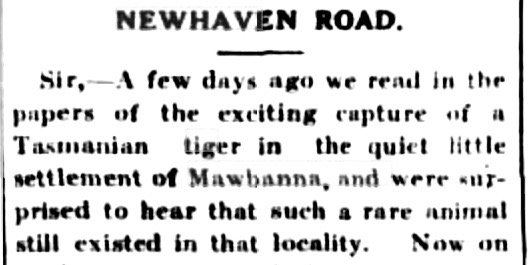 NEWHAVEN ROAD.
Sir,—A few days ago we read in the
papers of the exciting capture of a
Tasmanian tiger in the quiet little
settlement of Mawbanna, and were sur-
prised to hear that such a rare animal
still existed in that locality. Now on